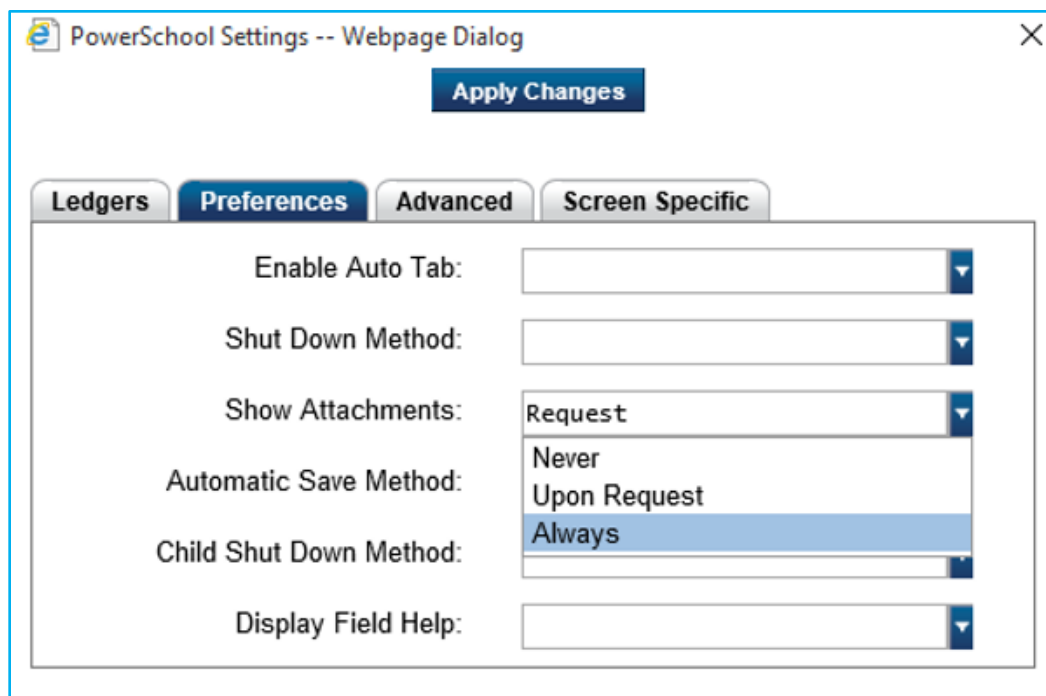 PowerSchool Settings -- Webpage Dialog
Apply Changes
Ledgers Preferences Advanced Screen Specific
Enable Auto Tab:
Shut Down Method:
Show Attachments: Request
Never
Automatic Save Method: Upon Request
Always
Child Shut Down Method:
Display Field Help: